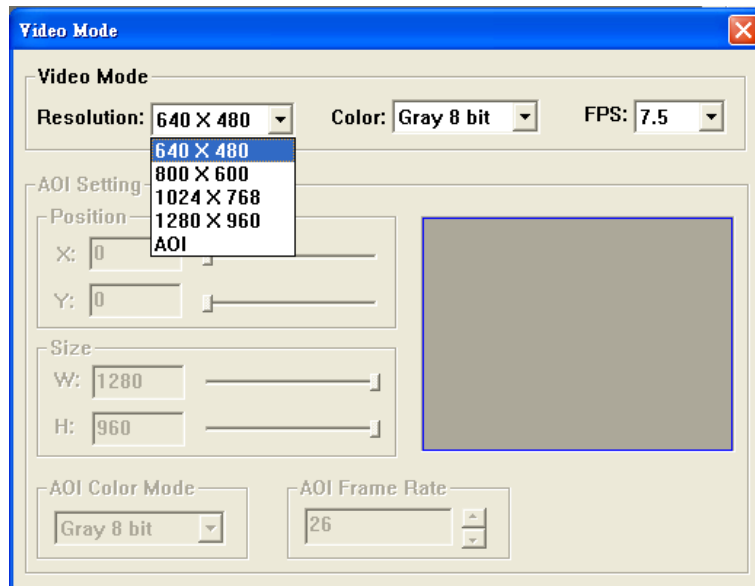 Video Mode
Video Mode
Resolution: 640 X 480 Color: Gray 8 bit FPS: 7.5
640 X 480
800 X 600
1024 X 768
1280 X 960
AOI
AOI Setting
Position
X: 0
Y: 0
Size
W: 1280
H: 960
AOI Color Mode
Gray 8 bit
AOI Frame Rate
26